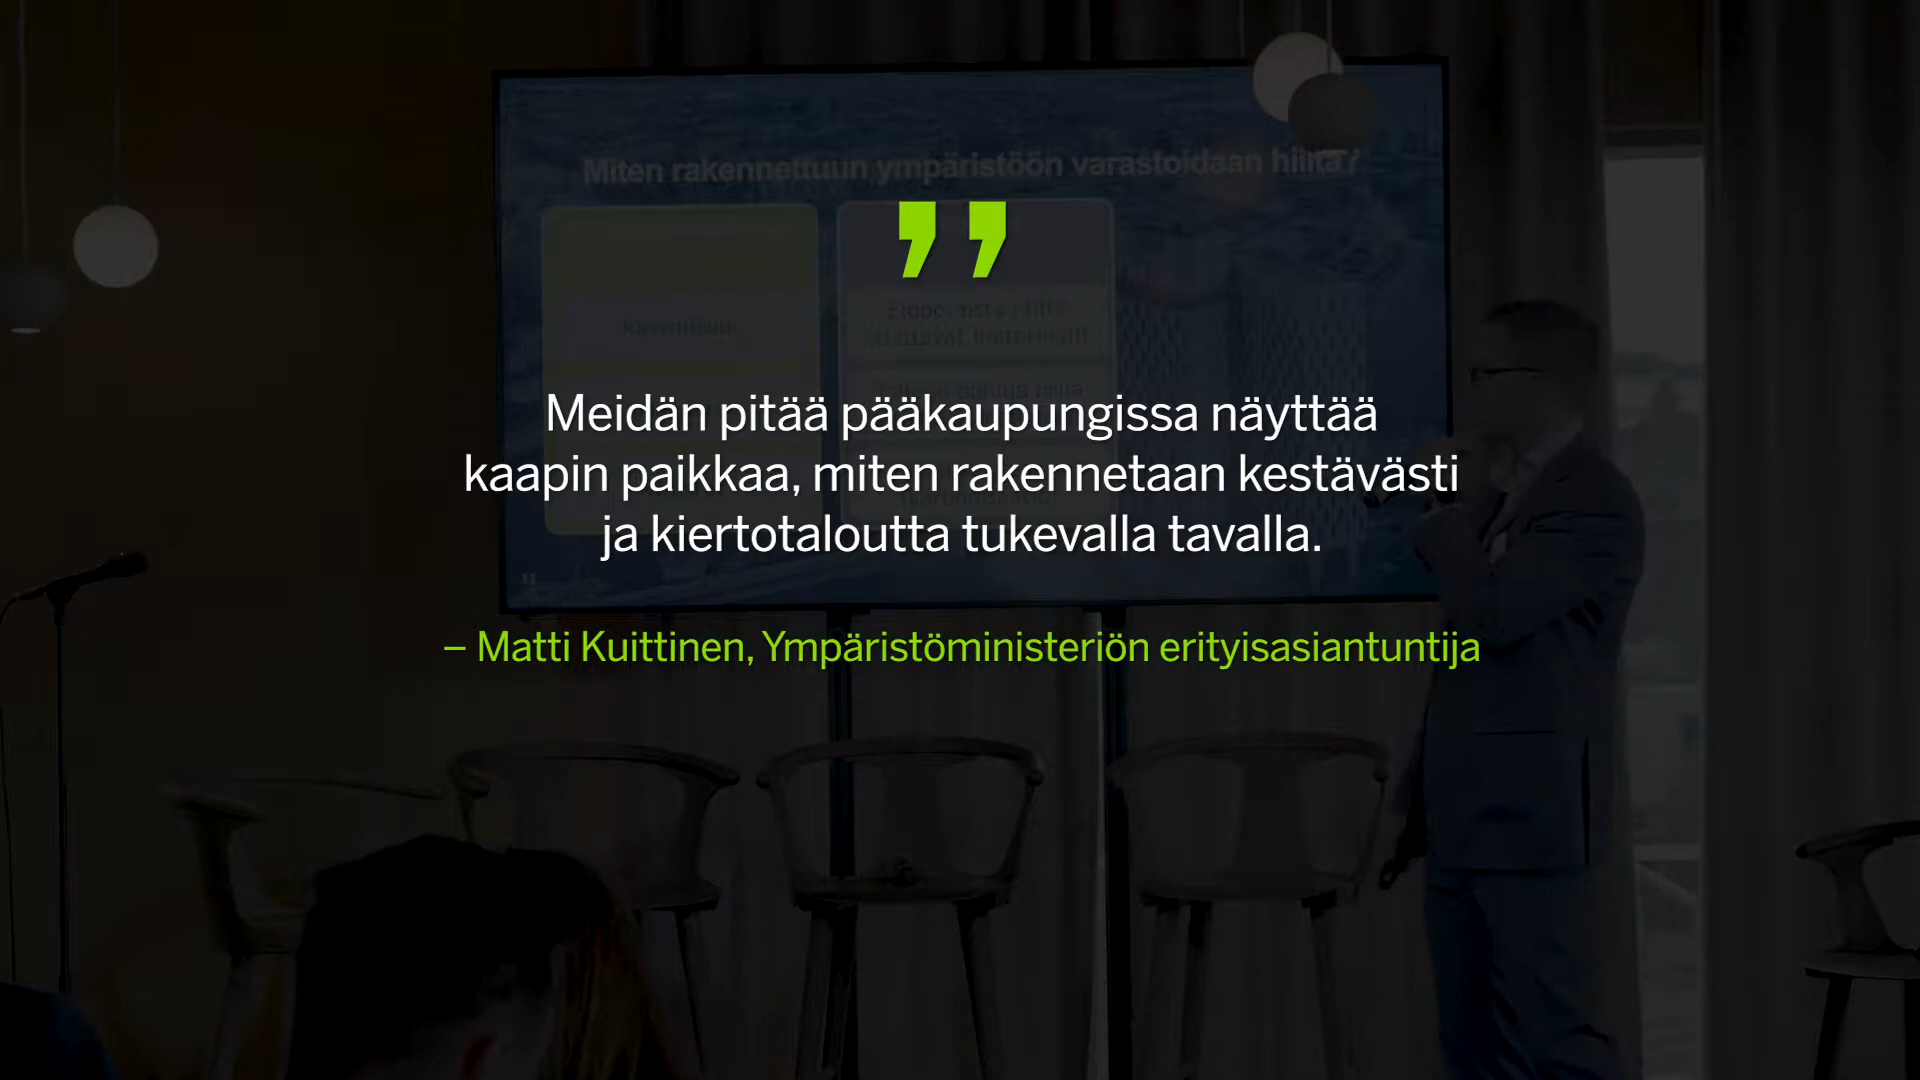 Miten rakennettuun ympäristöön varastoidaan hiiltä?
”
Meidän pitää pääkaupungissa näyttää
kaapin paikkaa, miten rakennetaan kestävästi
ja kiertotaloutta tukevalla tavalla.
– Matti Kuittinen, Ympäristöministeriön erityisasiantuntija